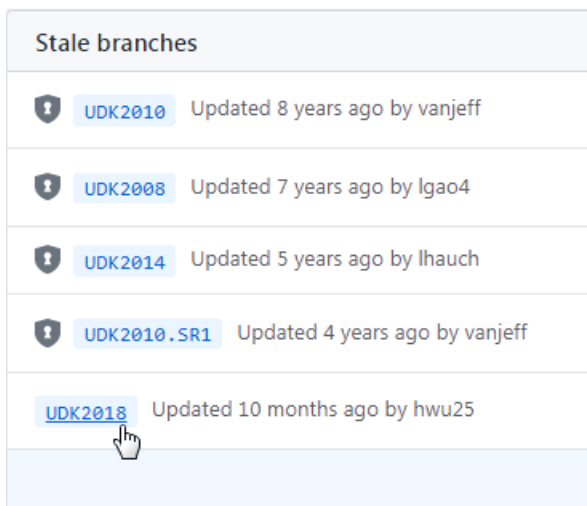 Stale branches
UDK2010 Updated 8 years ago by vanjeff
UDK2008 Updated 7 years ago by lgao4
UDK2014 Updated 5 years ago by lhauch
UDK2010.SR1 Updated 4 years ago by vanjeff
UDK2018 Updated 10 months ago by hwu25